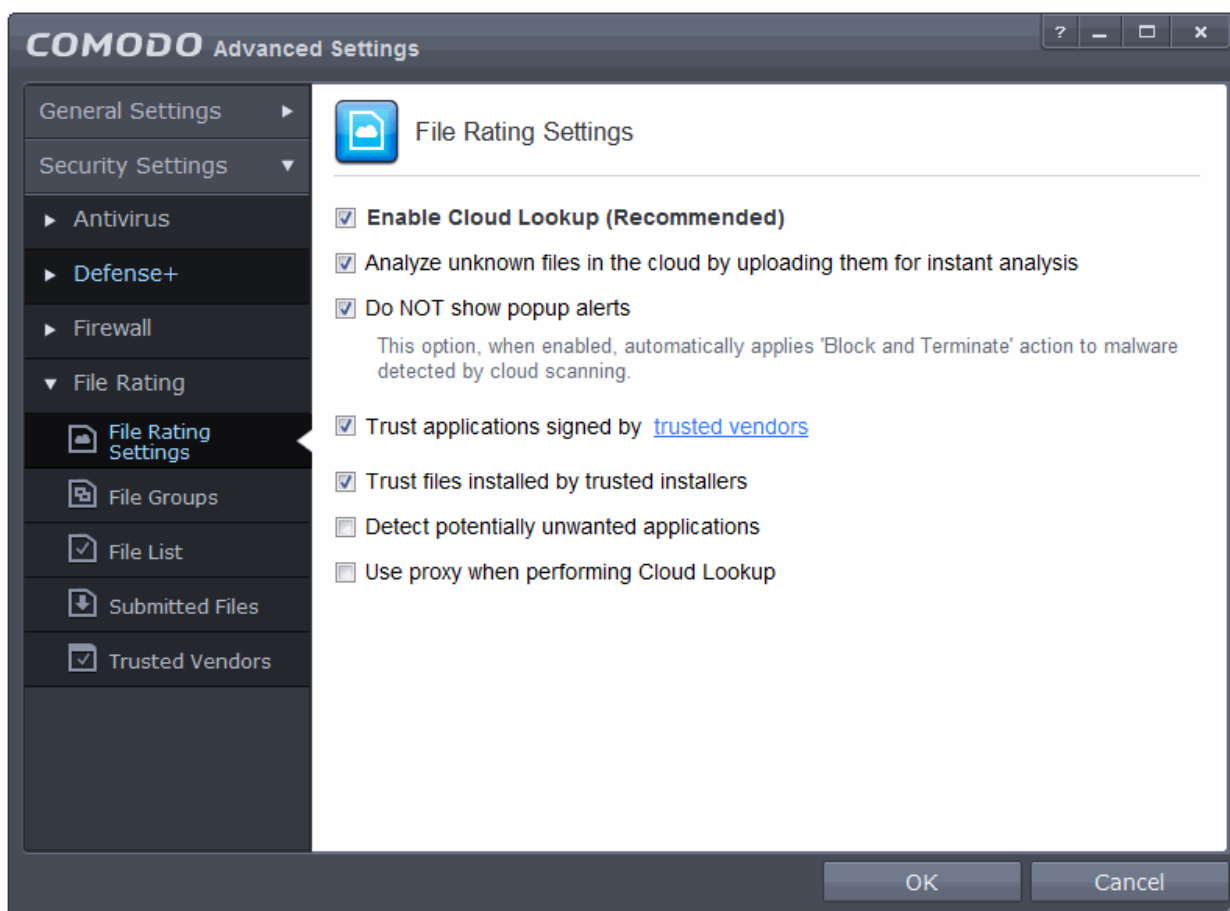 COMODO Advanced Settings
?
General Settings
Security Settings
Antivirus
Defense+
Firewall
File Rating
File Rating
Settings
File Groups
File List
Submitted Files
Trusted Vendors
File Rating Settings
Enable Cloud Lookup (Recommended)
Analyze unknown files in the cloud by uploading them for instant analysis
Do NOT show popup alerts
This option, when enabled, automatically applies 'Block and Terminate' action to malware
detected by cloud scanning.
Trust applications signed by trusted vendors
Trust files installed by trusted installers
Detect potentially unwanted applications
Use proxy when performing Cloud Lookup
OK
Cancel